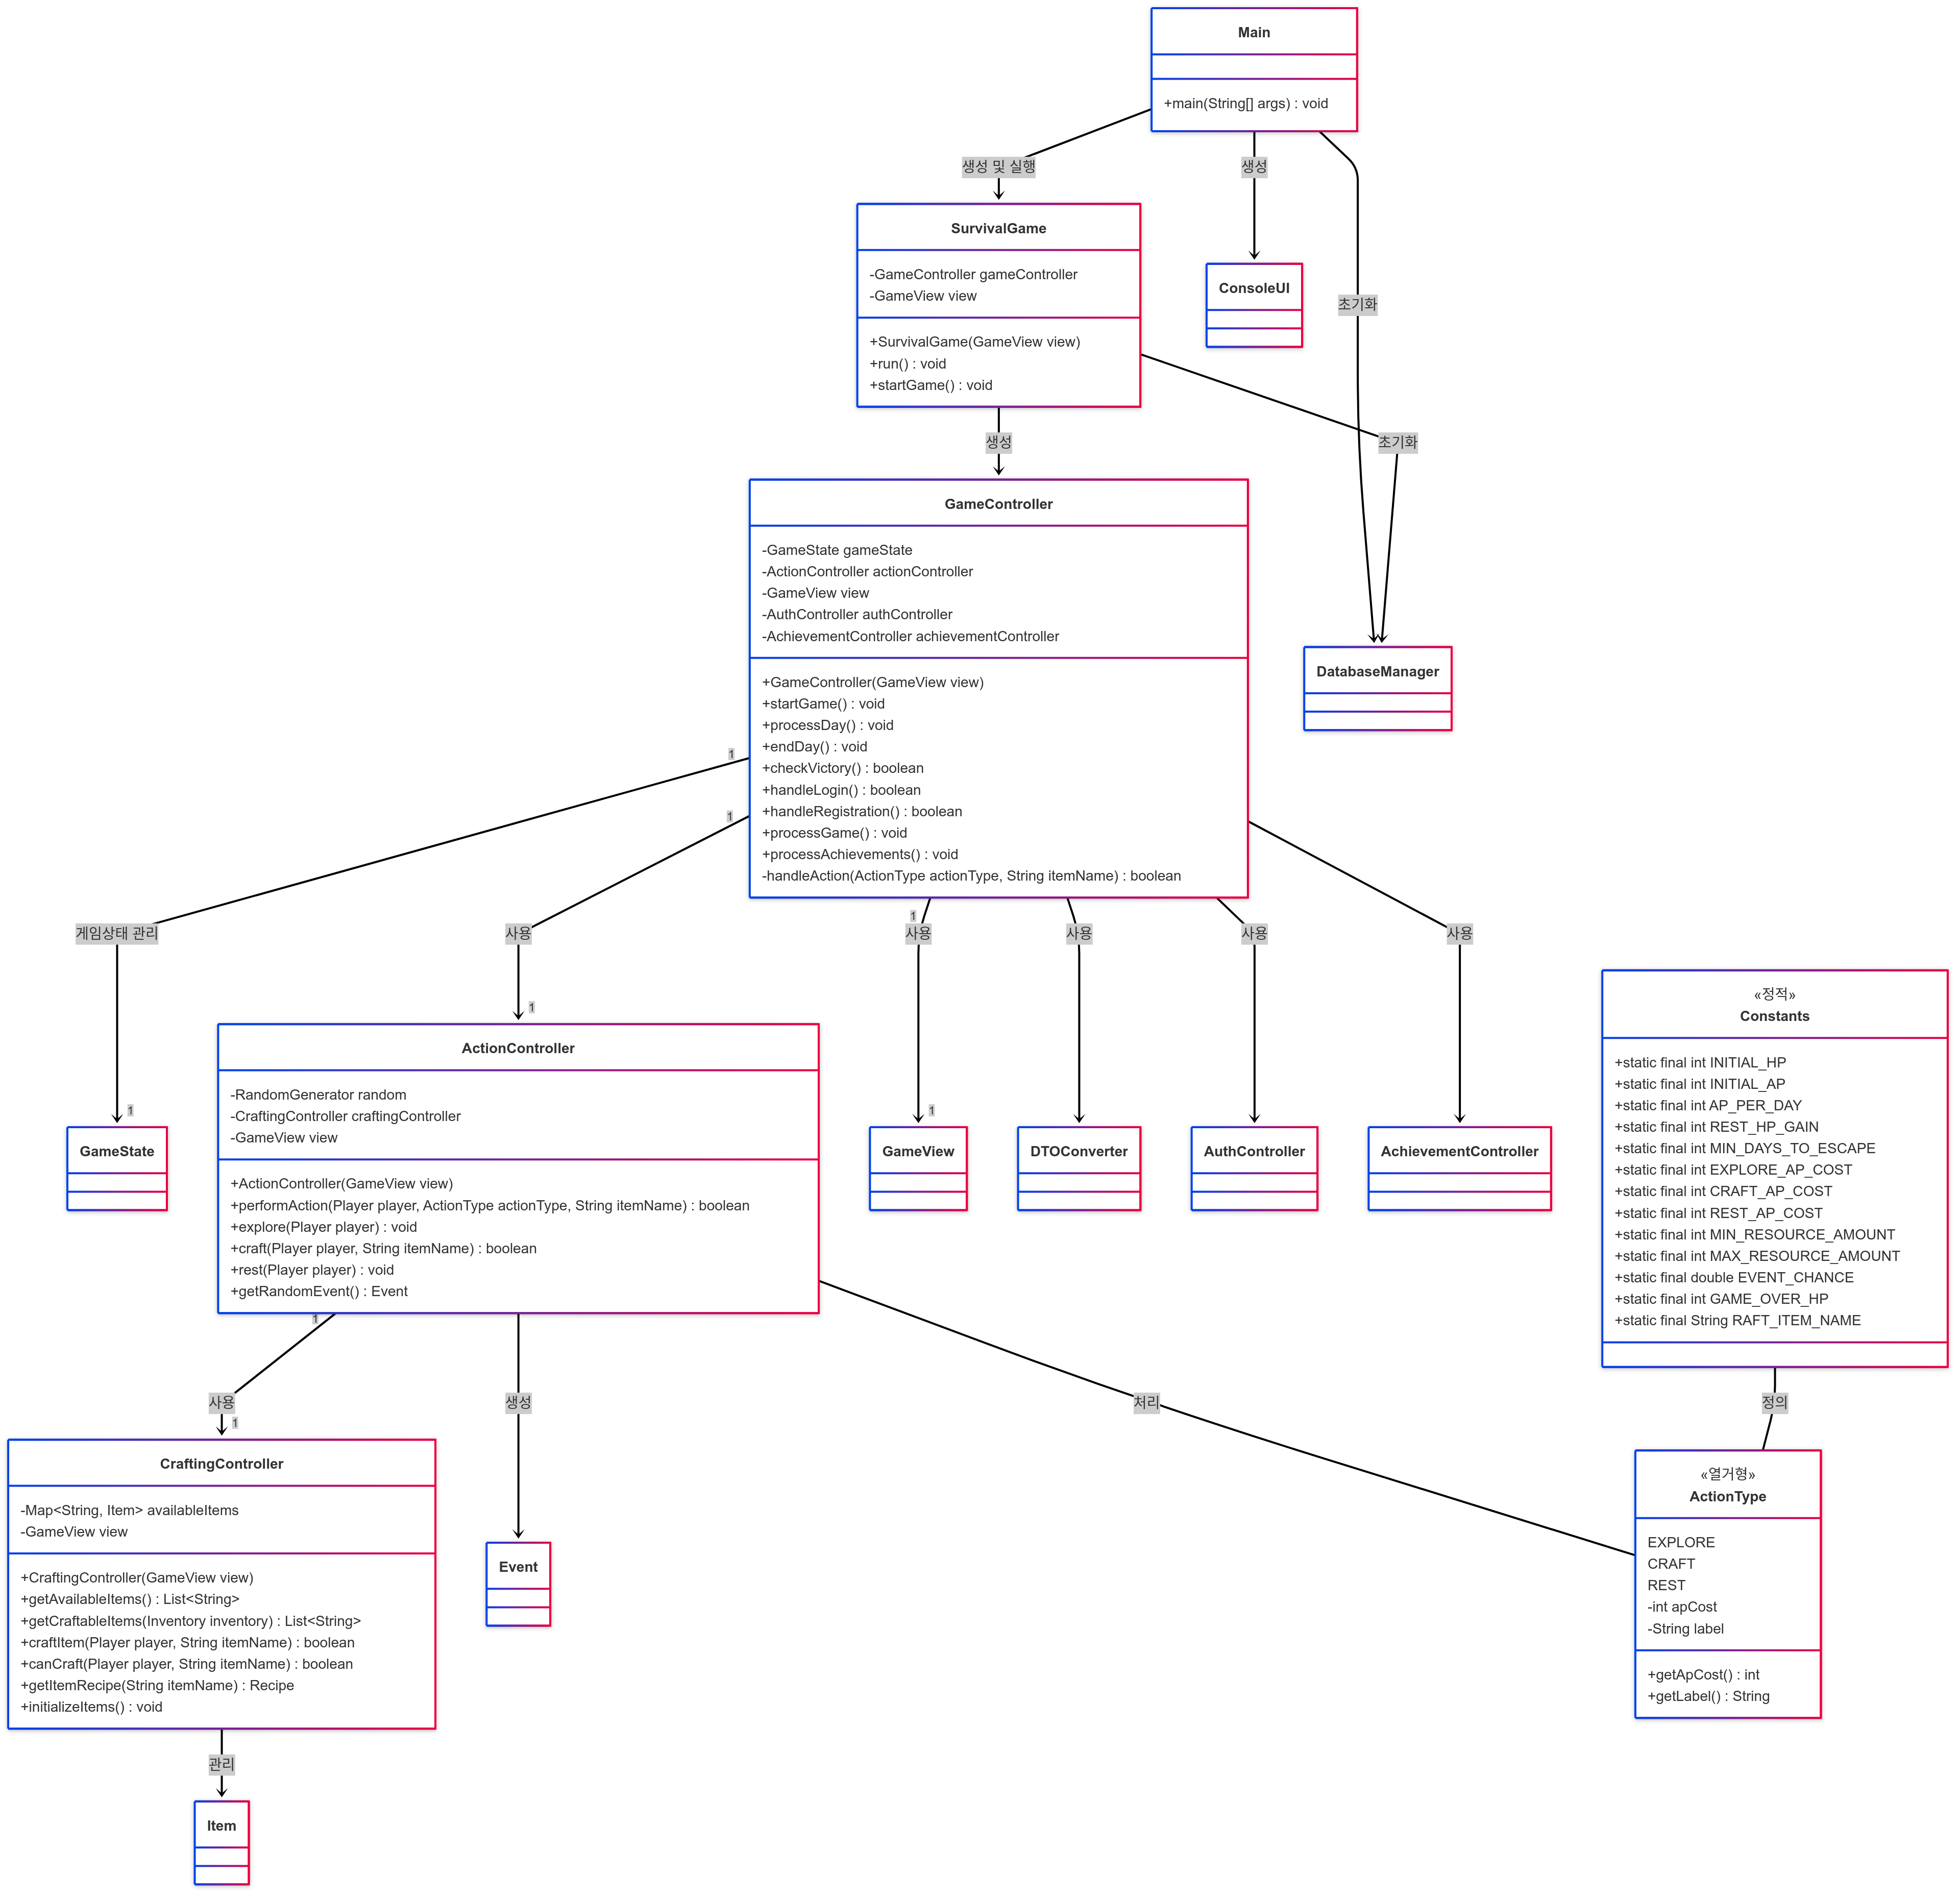 Main
+main(String[] args) : void
생성 및 실행
생성
초기화
SurvivalGame
-GameController gameController
-GameView view
+SurvivalGame(GameView view)
+run() : void
+startGame() : void
ConsoleUI
생성
초기화
GameController
-GameState gameState
-ActionController actionController
-GameView view
-AuthController authController
-AchievementController achievementController
+GameController(GameView view)
+startGame() : void
+processDay() : void
+endDay() : void
+checkVictory() : boolean
+handleLogin() : boolean
+handleRegistration() : boolean
+processGame() : void
+processAchievements() : void
-handleAction(ActionType actionType, String itemName) : boolean
DatabaseManager
1
1
1
게임상태 관리
사용
사용
사용
사용
사용
1
1
1
GameState
ActionController
-RandomGenerator random
-CraftingController craftingController
-GameView view
+ActionController(GameView view)
+performAction(Player player, ActionType actionType, String itemName) : boolean
+explore(Player player) : void
+craft(Player player, String itemName) : boolean
+rest(Player player) : void
+getRandomEvent() : Event
GameView
DTOConverter
AuthController
AchievementController
«정적»
Constants
+static final int INITIAL_HP
+static final int INITIAL_AP
+static final int AP_PER_DAY
+static final int REST_HP_GAIN
+static final int MIN_DAYS_TO_ESCAPE
+static final int EXPLORE_AP_COST
+static final int CRAFT_AP_COST
+static final int REST_AP_COST
+static final int MIN_RESOURCE_AMOUNT
+static final int MAX_RESOURCE_AMOUNT
+static final double EVENT_CHANCE
+static final int GAME_OVER_HP
+static final String RAFT_ITEM_NAME
1
사용
생성
처리
정의
1
CraftingController
-Map<String, Item> availableItems
-GameView view
+CraftingController(GameView view)
+getAvailableItems() : List<String>
+getCraftableItems(Inventory inventory) : List<String>
+craftItem(Player player, String itemName) : boolean
+canCraft(Player player, String itemName) : boolean
+getItemRecipe(String itemName) : Recipe
+initializeItems() : void
Event
«열거형»
ActionType
EXPLORE
CRAFT
REST
-int apCost
-String label
+getApCost() : int
+getLabel() : String
관리
Item